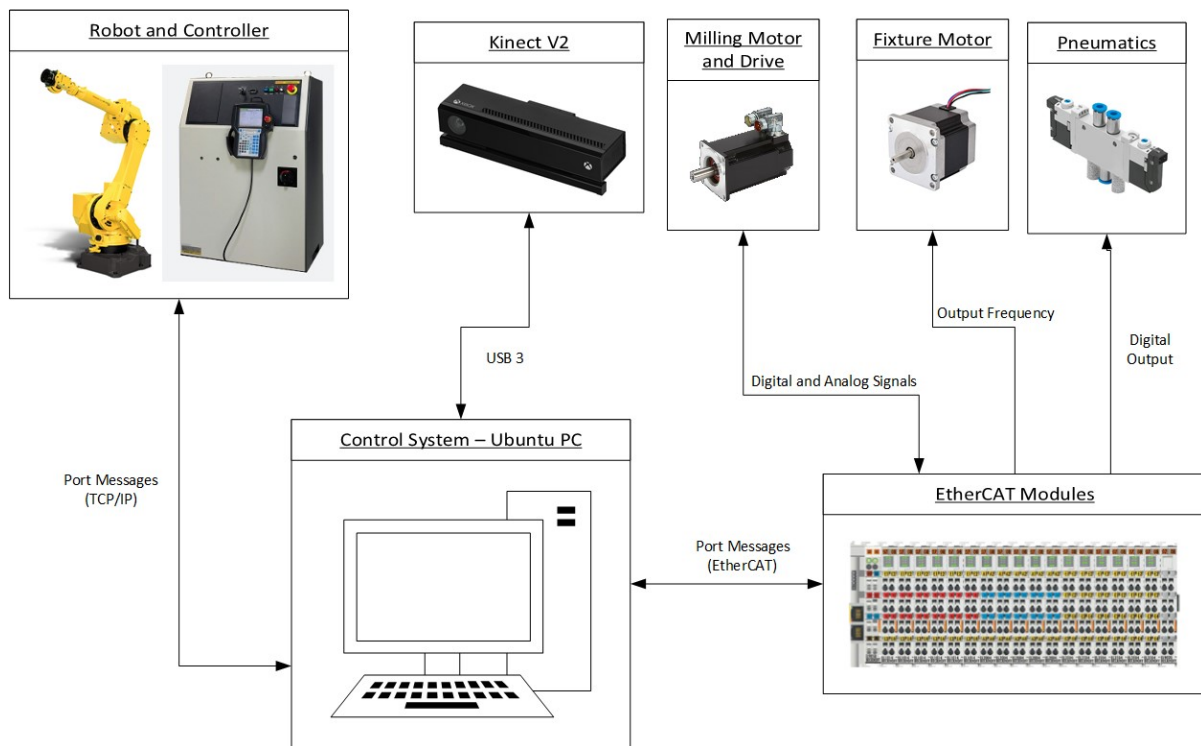 Robot and Controller
Kinect V2
Milling Motor
and Drive
Fixture Motor
Pneumatics
XBOX
Output Frequency
Digital
Output
USB 3
Digital and Analog Signals
Control System – Ubuntu PC
Port Messages
(TCP/IP)
EtherCAT Modules
Port Messages
(EtherCAT)